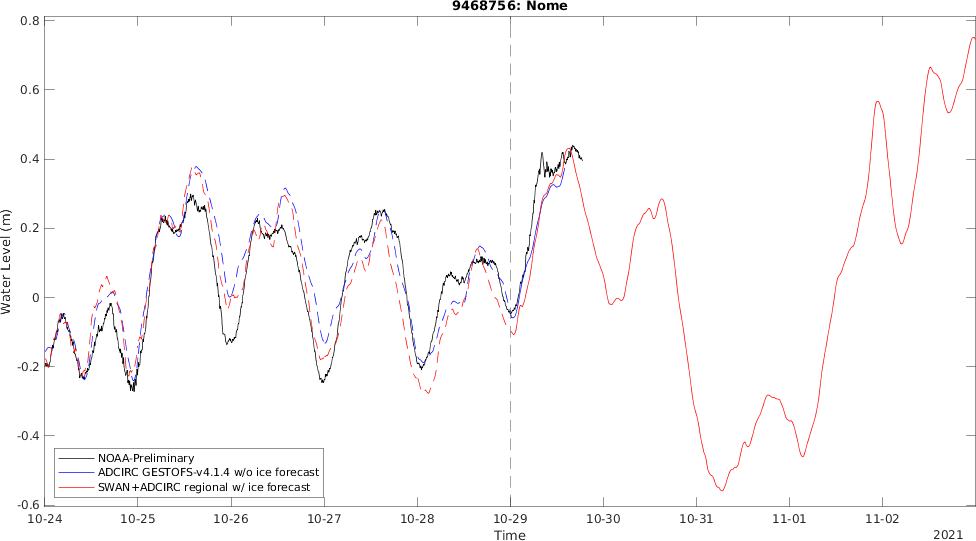 9468756: Nome
Water Level (m)
0.8
0.6
0.4
0.2
0
-0.2
-0.4
-0.6
NOAA-Preliminary
ADCIRC GESTOFS-v4.1.4 w/o ice forecast
SWAN+ADCIRC regional w/ ice forecast
10-24 10-25 10-26 10-27 10-28 10-29 10-30 10-31 11-01 11-02
Time
2021